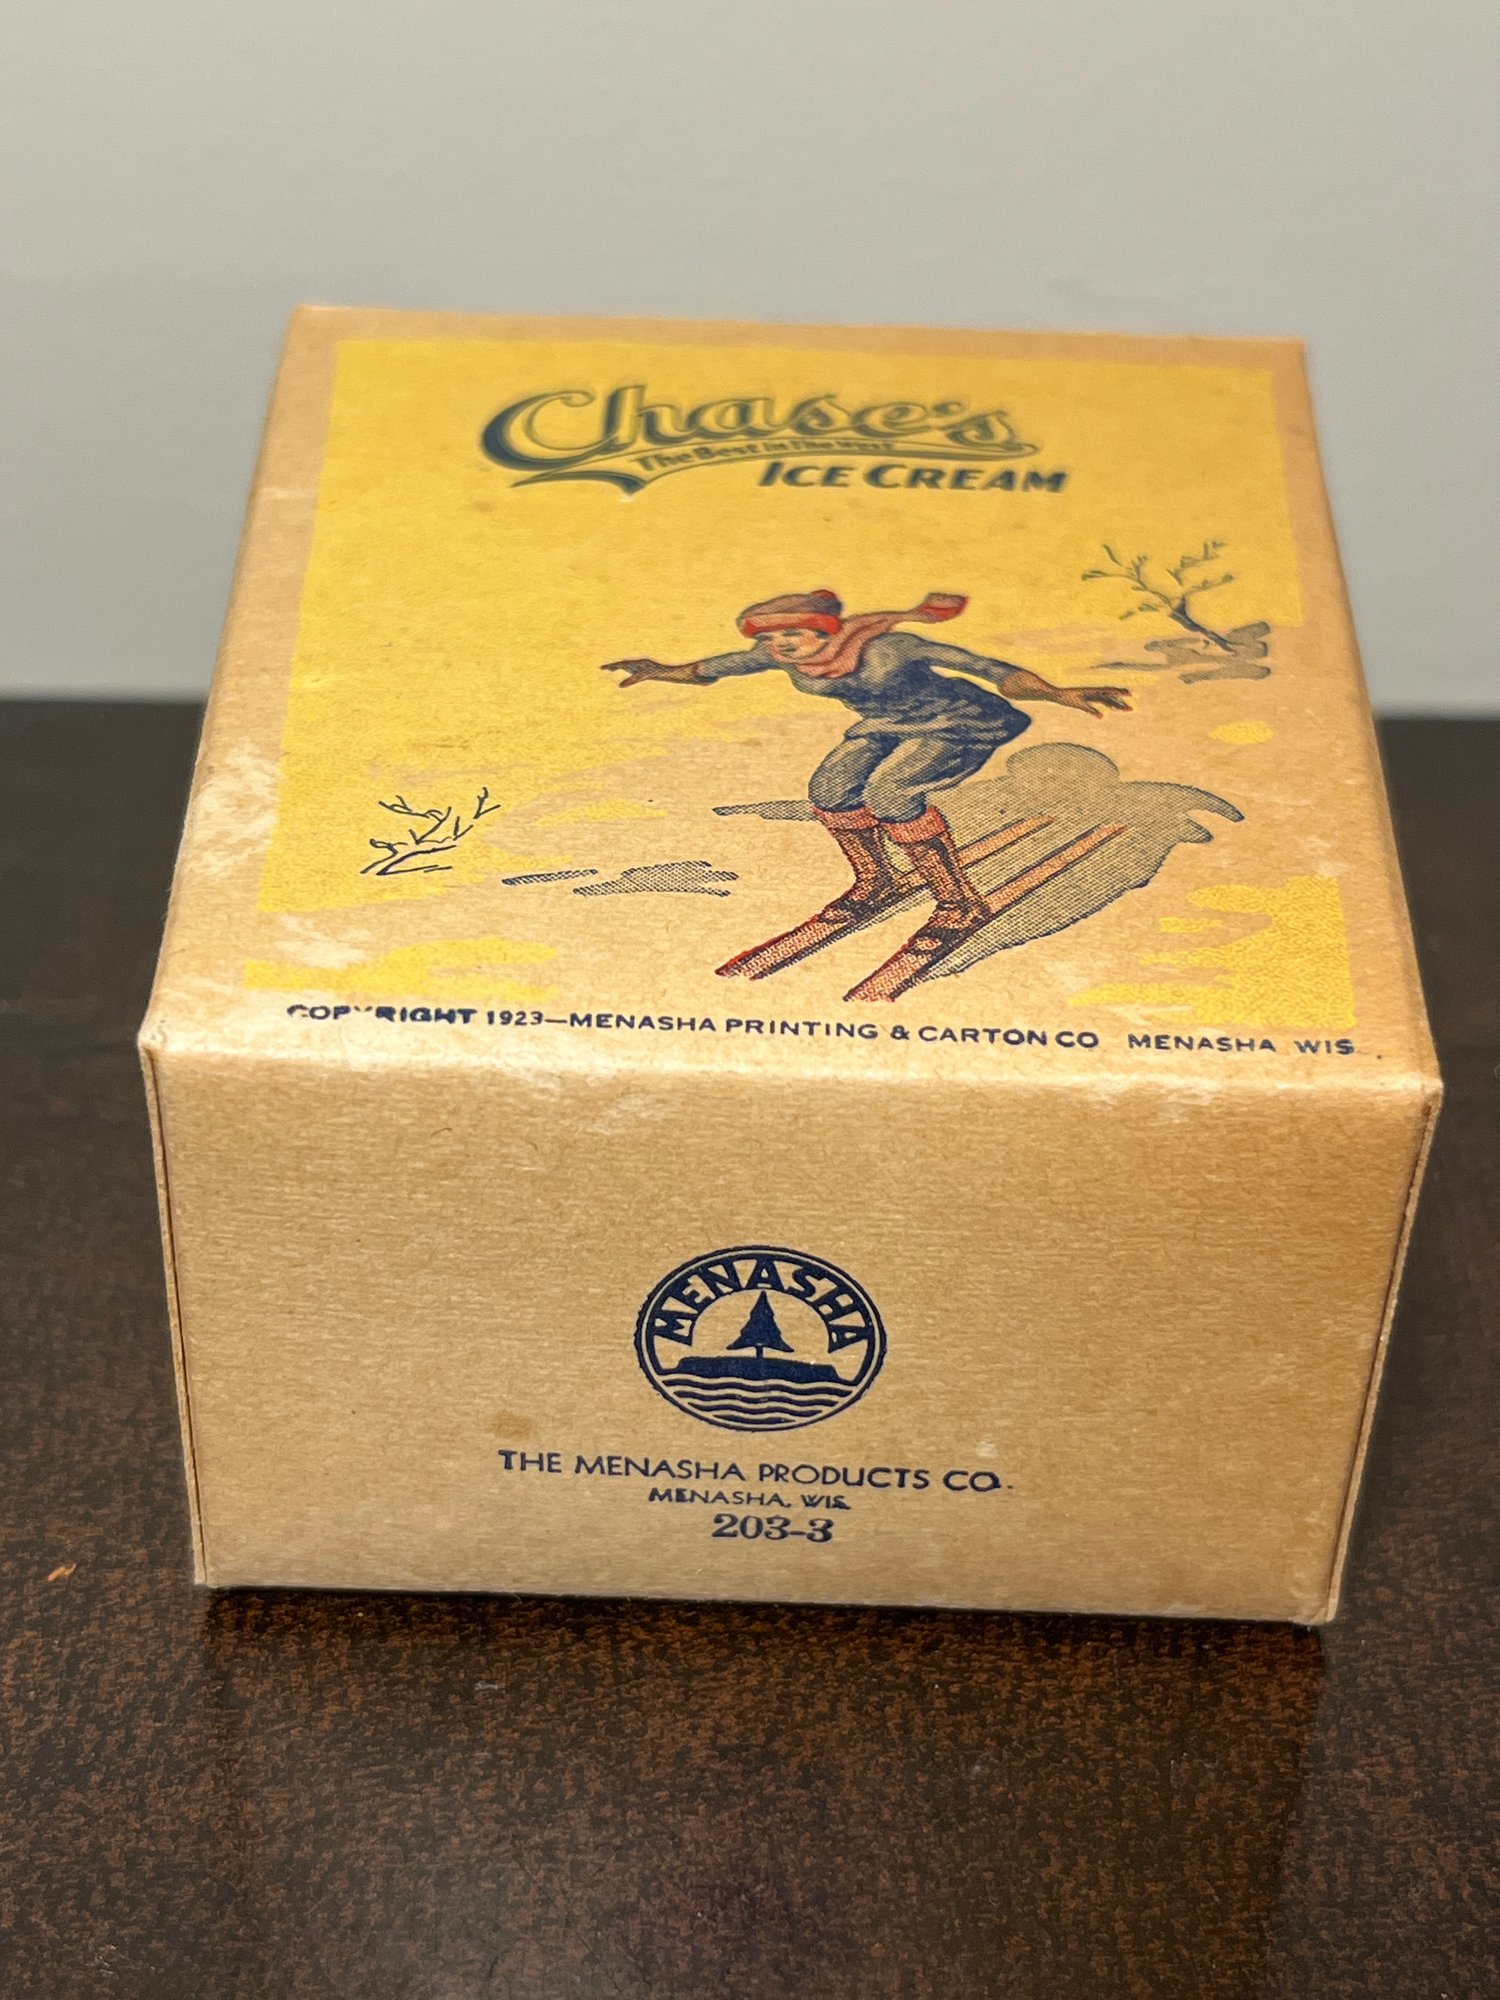 Chase's
The Best in The West
ICE CREAM
COPYRIGHT 1923—MENASHA PRINTING & CARTON CO MENASHA WIS.
MENASHA
THE MENASHA PRODUCTS CO.
MENASHA, WIS.
203-3